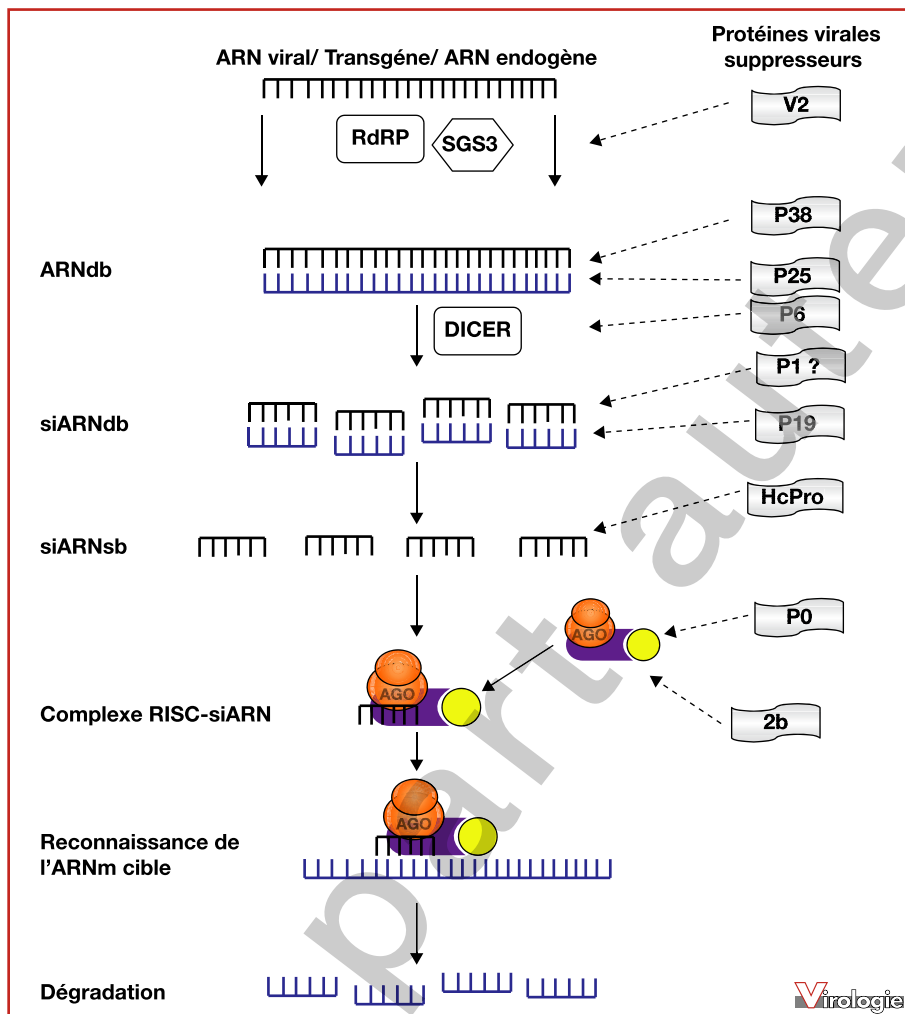 Protéines virales
suppresseurs
ARN viral/ Transgéne/ ARN endogène
V2
RdRP
SGS3
P38
ARNdb
P25
P6
DICER
P1 ?
siARNdb
P19
HcPro
siARNsb
P0
AGO
AGO
Complexe RISC-siARN
2b
AGO
Reconnaissance de
l'ARNm cible
Dégradation
Virologie
part auteu